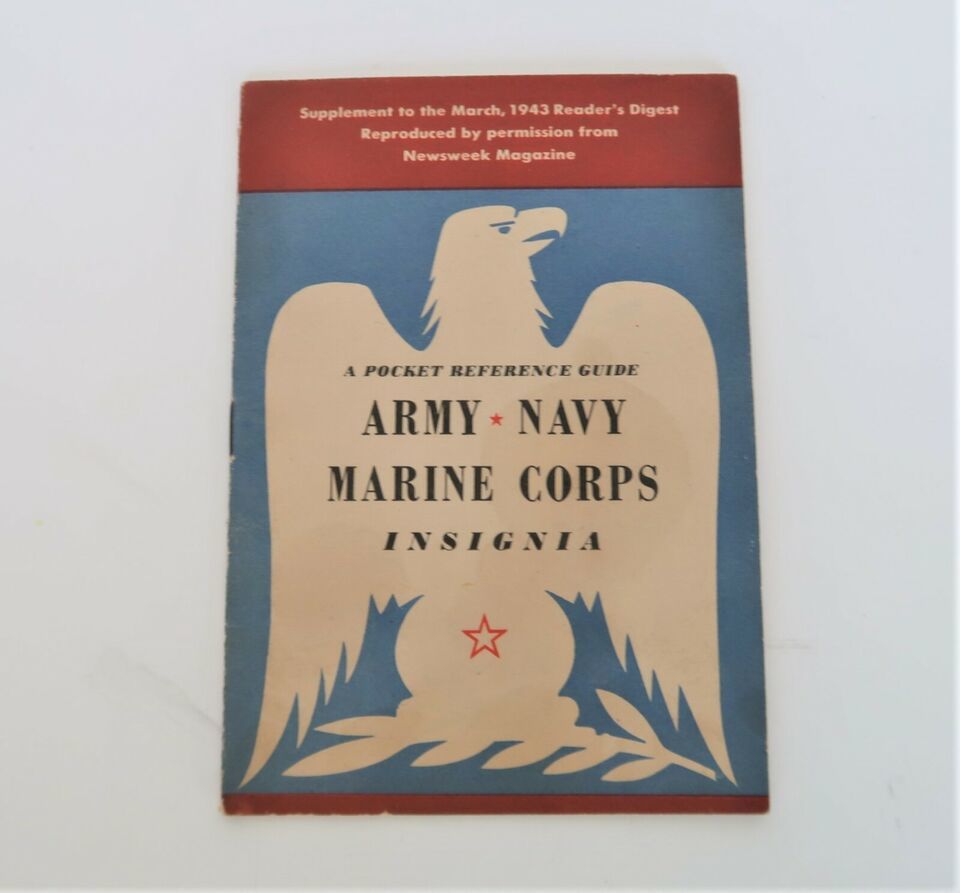 Supplement to the March, 1943 Reader's Digest
Reproduced by permission from
Newsweek Magazine
A POCKET REFERENCE GUIDE
ARMY ★ NAVY
MARINE CORPS
INSIGNIA